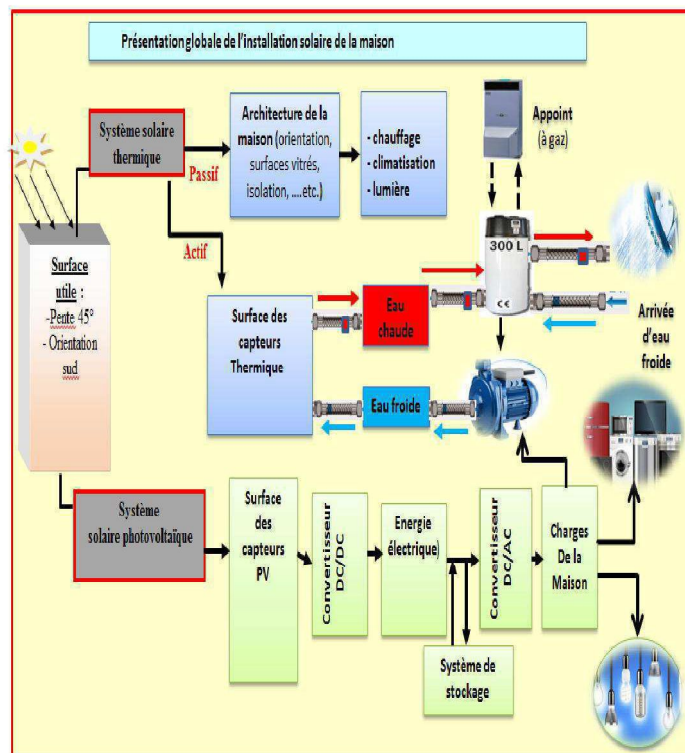 Présentation globale de l'installation solaire de la maison
Système solaire
thermique
Passif
Actif
Architecture de la
maison (orientation,
surfaces vitrés,
isolation, ....etc.)
- chauffage
- climatisation
- lumière
Appoint
(à gaz)
300 L
CE
Surface
utile :
-Pente 45°
- Orientation
sud
Surface des
capteurs
Thermique
Eau
chaude
Eau froide
Arrivée
d'eau
froide
Système
solaire photovoltaïque
Surface
des
capteurs
PV
Convertisseur
DC/DC
Energie
électrique)
Convertisseur
DC/AC
Charges
De la
Maison
Système de
stockage